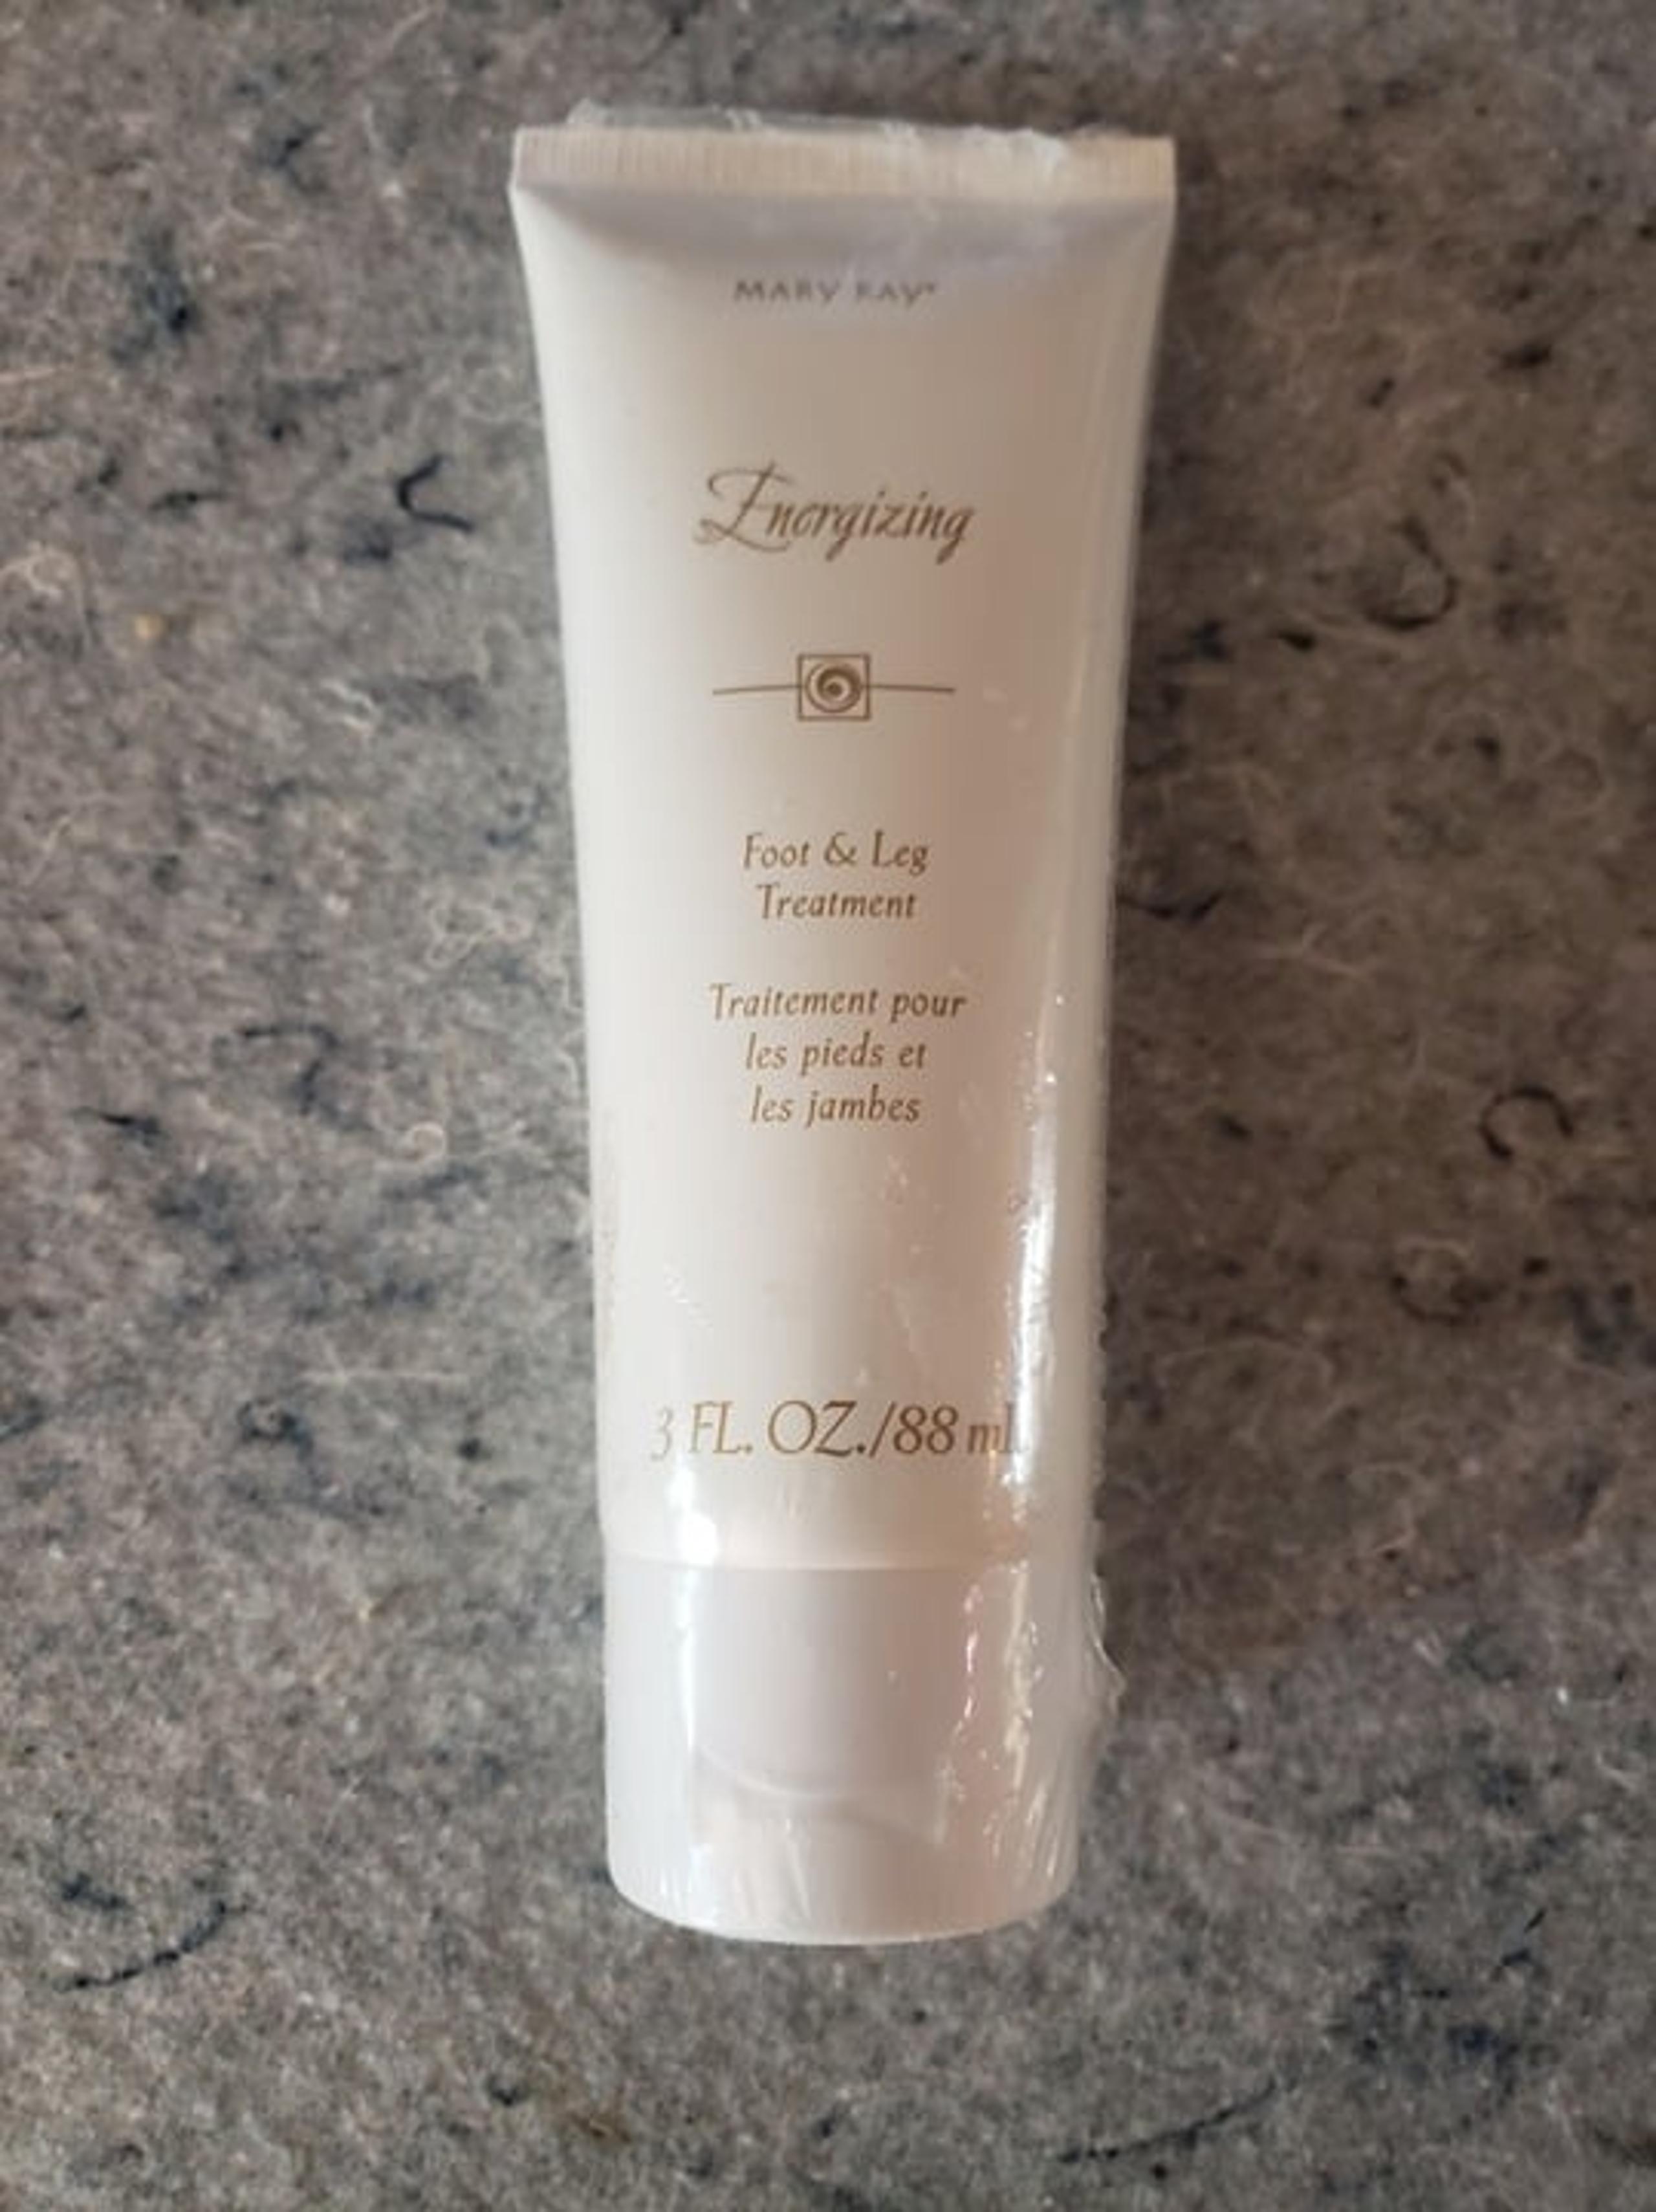 MARY KAY®
Energizing
Foot & Leg
Treatment
Traitement pour
les pieds et
les jambes
3 FL. OZ./88 mL